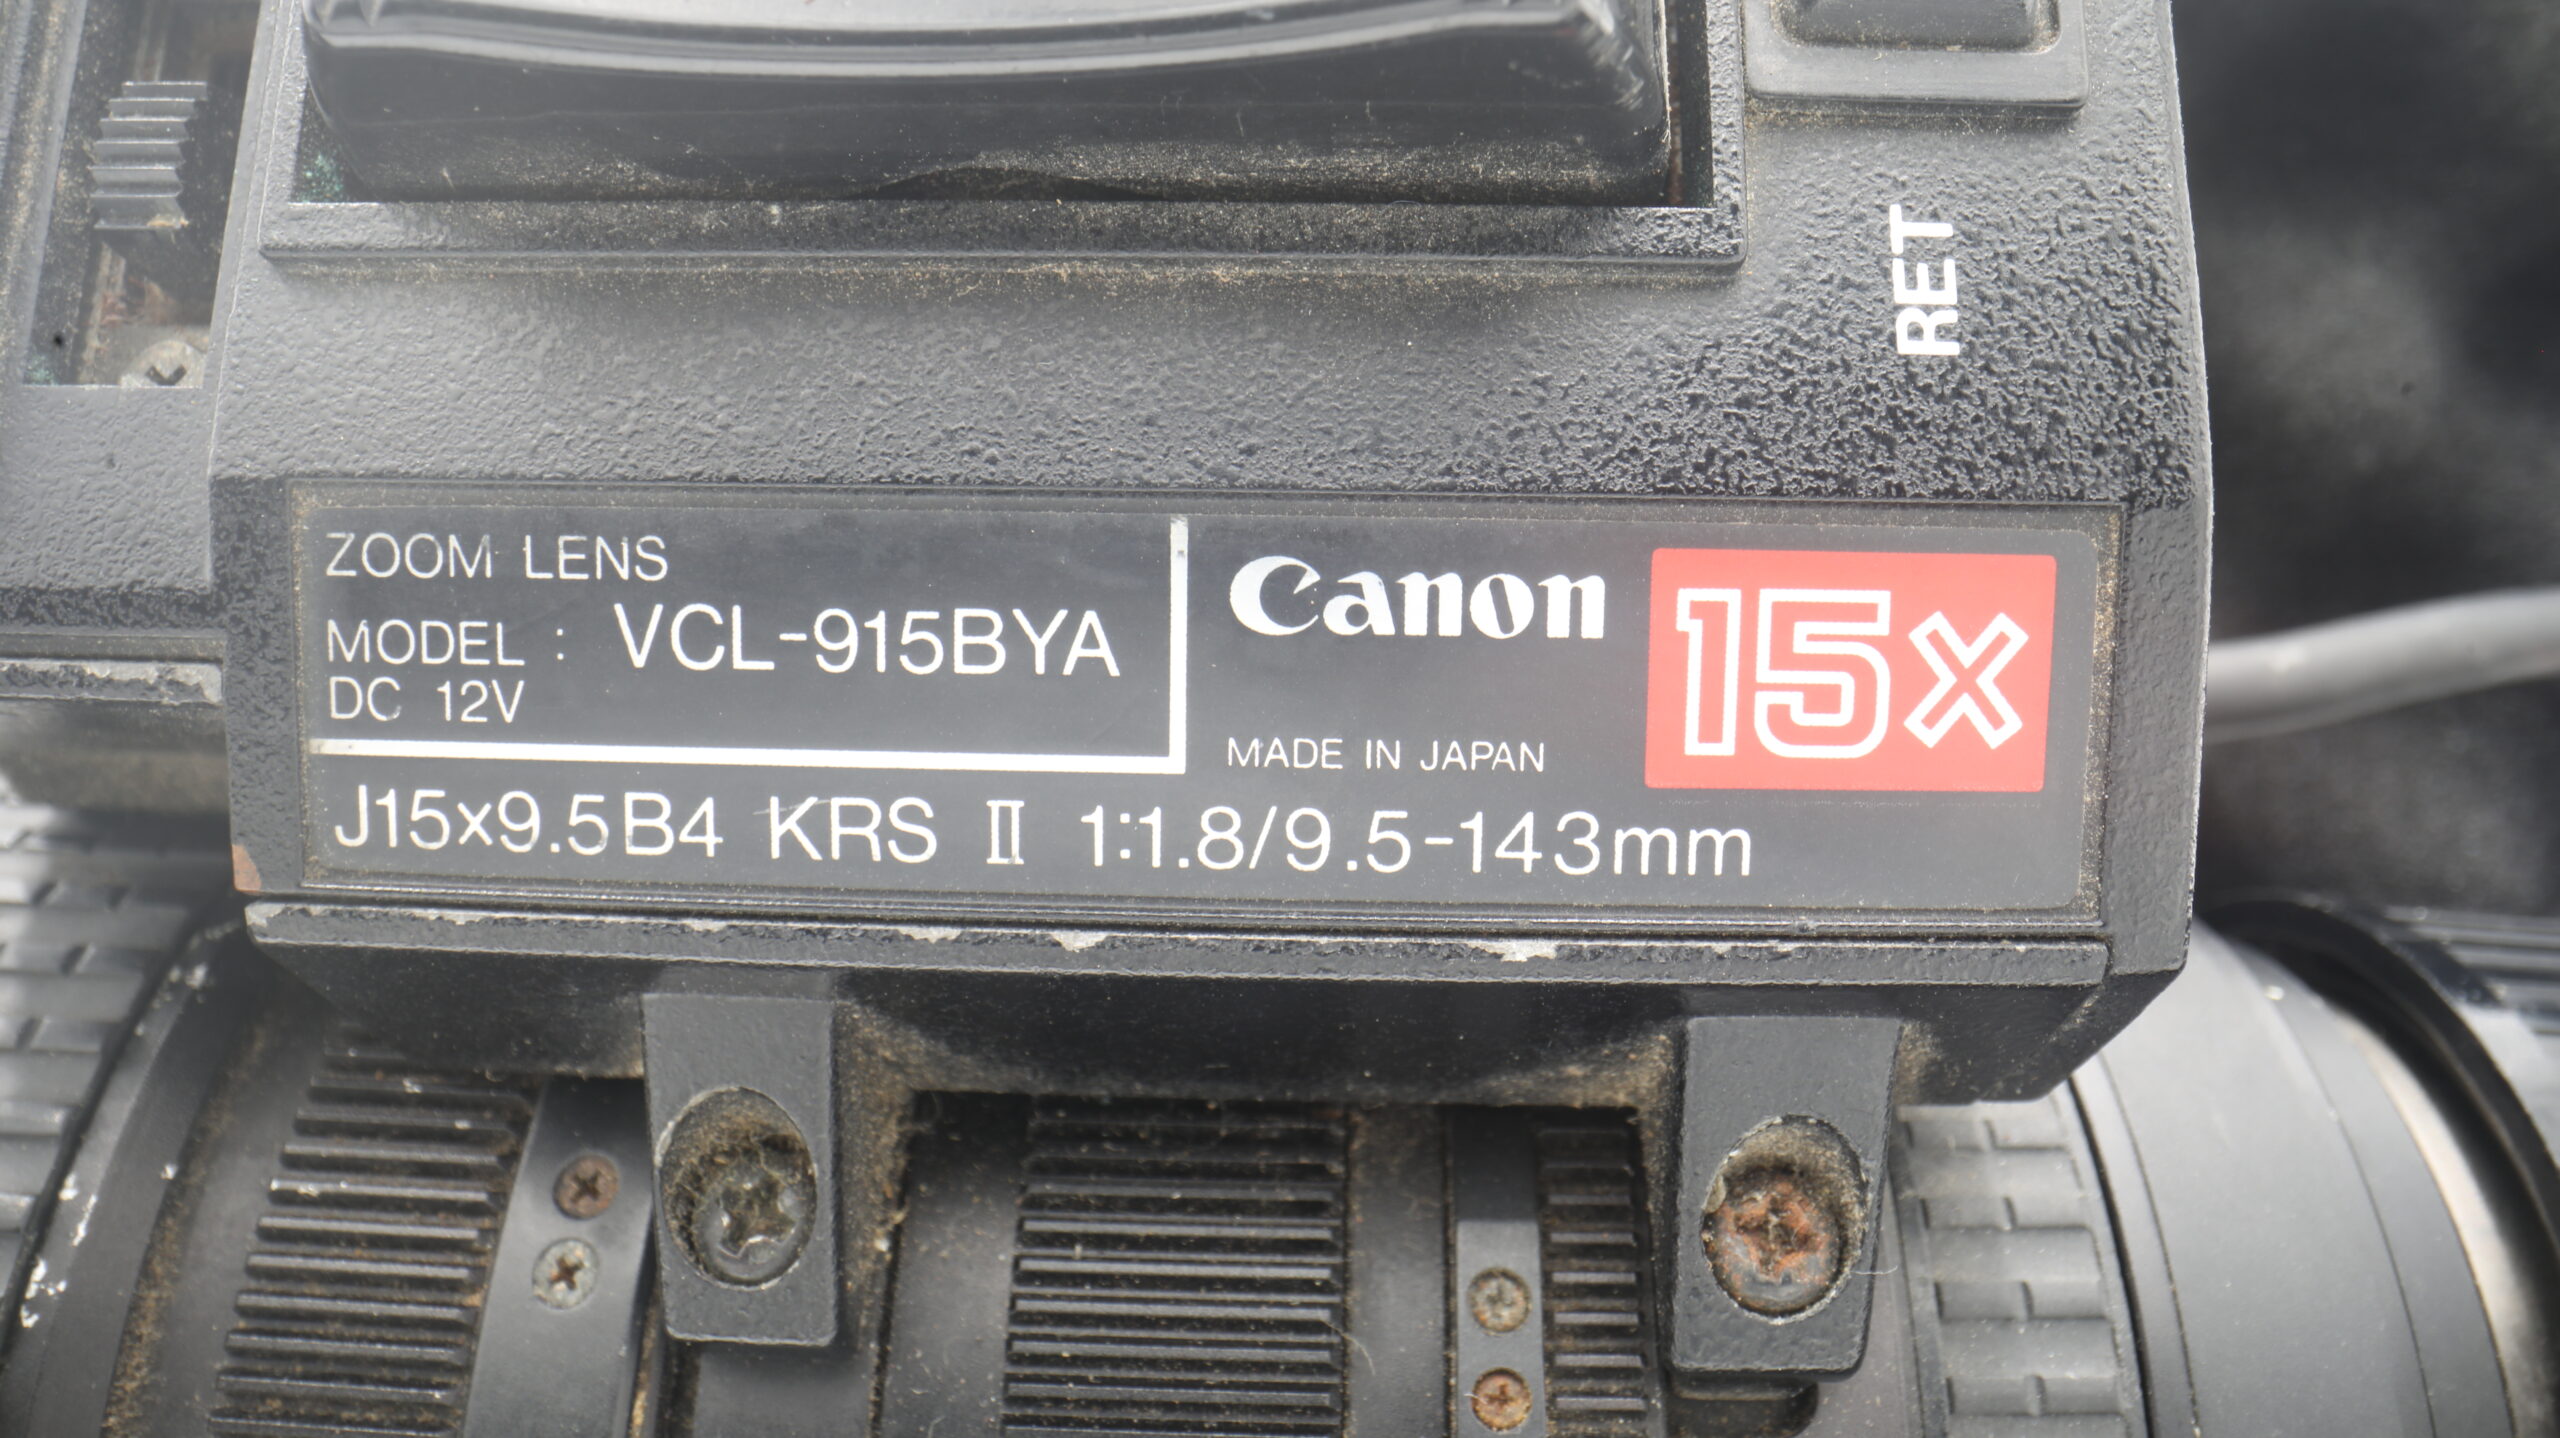 RET
ZOOM LENS
MODEL : VCL-915BYA
DC 12V
Canon
15x
MADE IN JAPAN
J15x9.5B4 KRS II 1:1.8/9.5-143mm